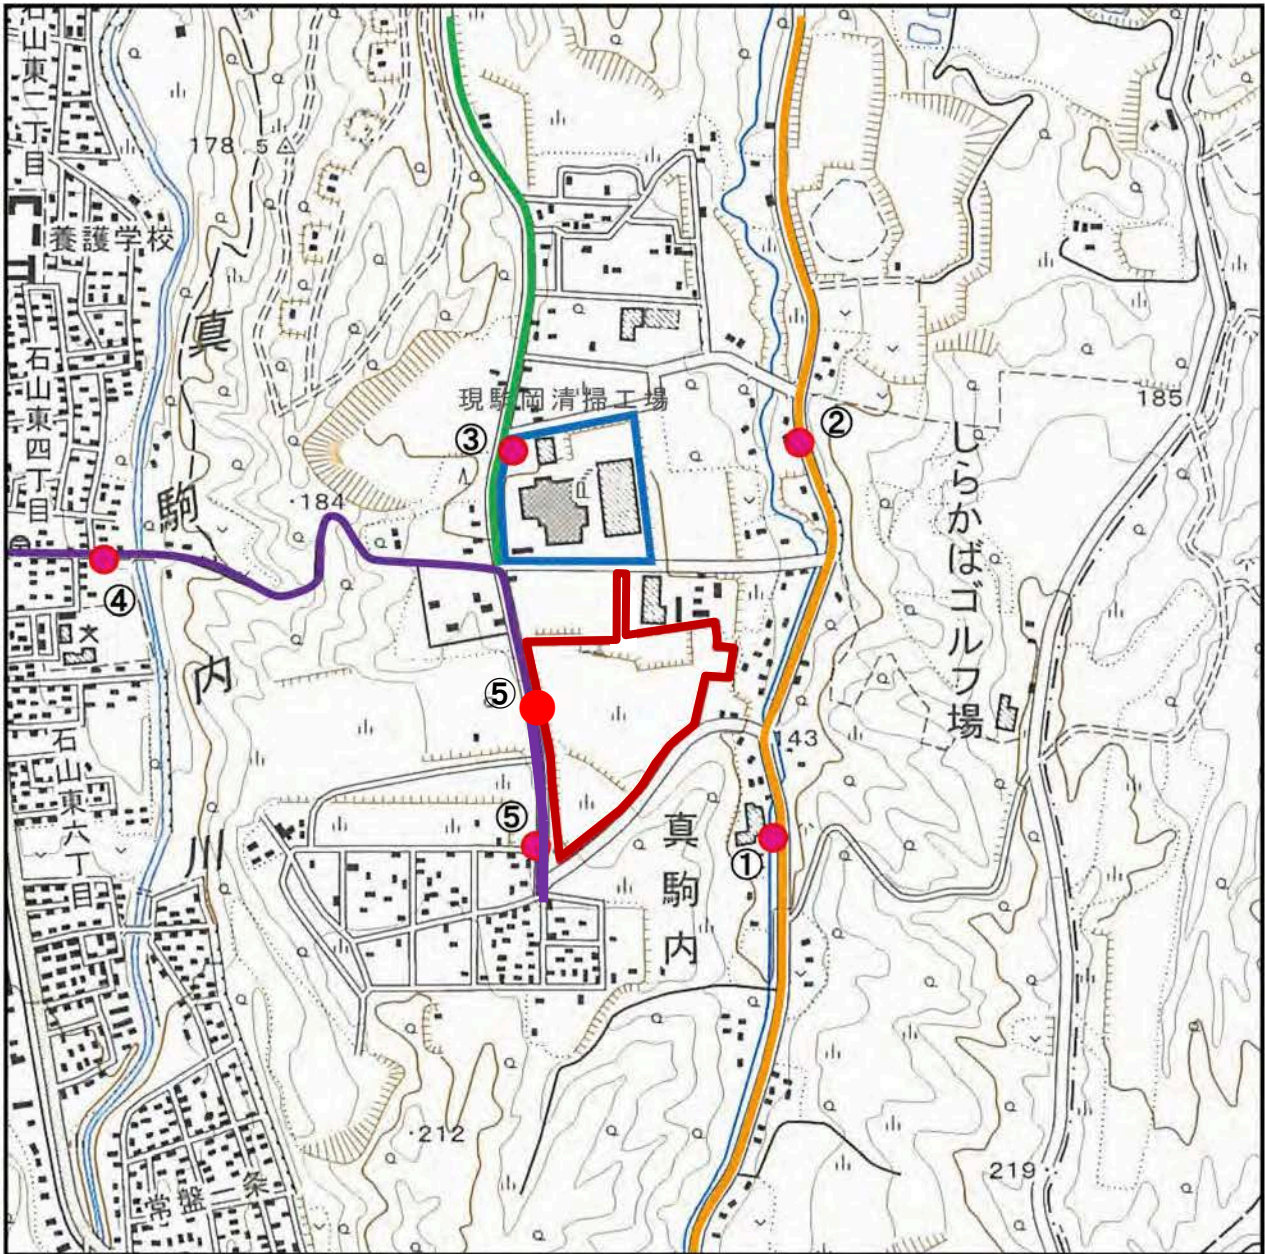 山東二丁目
178.5
養護学校
真駒内川
石山東四丁目
現駒岡清掃工場
185
③
②
しらかばゴルフ場
・184
④
⑤
143
石山東六丁目
⑤
①
真駒内
・212
219
常盤一条